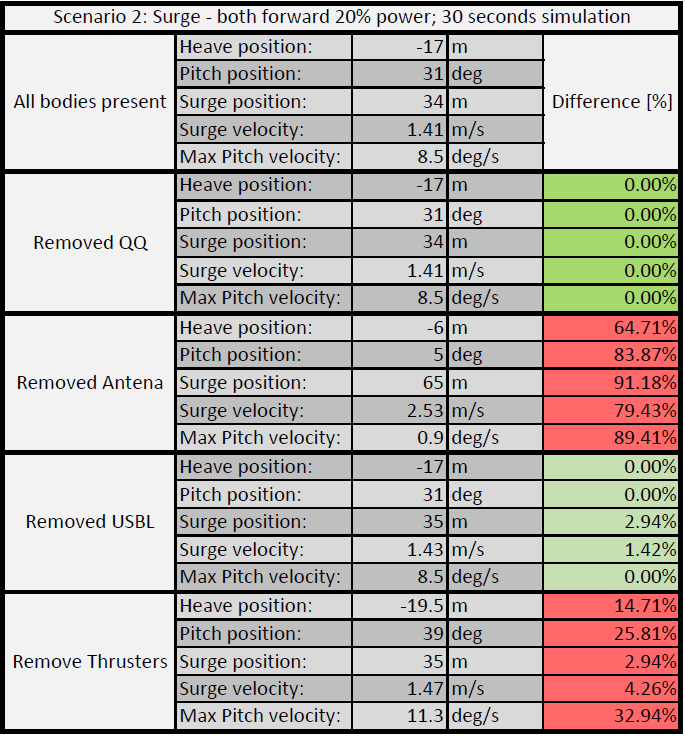 Scenario 2: Surge - both forward 20% power; 30 seconds simulation
All bodies present
Heave position: -17 m
Pitch position: 31 deg
Surge position: 34 m
Surge velocity: 1.41 m/s
Max Pitch velocity: 8.5 deg/s
Difference [%]
Removed QQ
Heave position: -17 m 0.00%
Pitch position: 31 deg 0.00%
Surge position: 34 m 0.00%
Surge velocity: 1.41 m/s 0.00%
Max Pitch velocity: 8.5 deg/s 0.00%
Removed Antena
Heave position: -6 m 64.71%
Pitch position: 5 deg 83.87%
Surge position: 65 m 91.18%
Surge velocity: 2.53 m/s 79.43%
Max Pitch velocity: 0.9 deg/s 89.41%
Removed USBL
Heave position: -17 m 0.00%
Pitch position: 31 deg 0.00%
Surge position: 35 m 2.94%
Surge velocity: 1.43 m/s 1.42%
Max Pitch velocity: 8.5 deg/s 0.00%
Remove Thrusters
Heave position: -19.5 m 14.71%
Pitch position: 39 deg 25.81%
Surge position: 35 m 2.94%
Surge velocity: 1.47 m/s 4.26%
Max Pitch velocity: 11.3 deg/s 32.94%